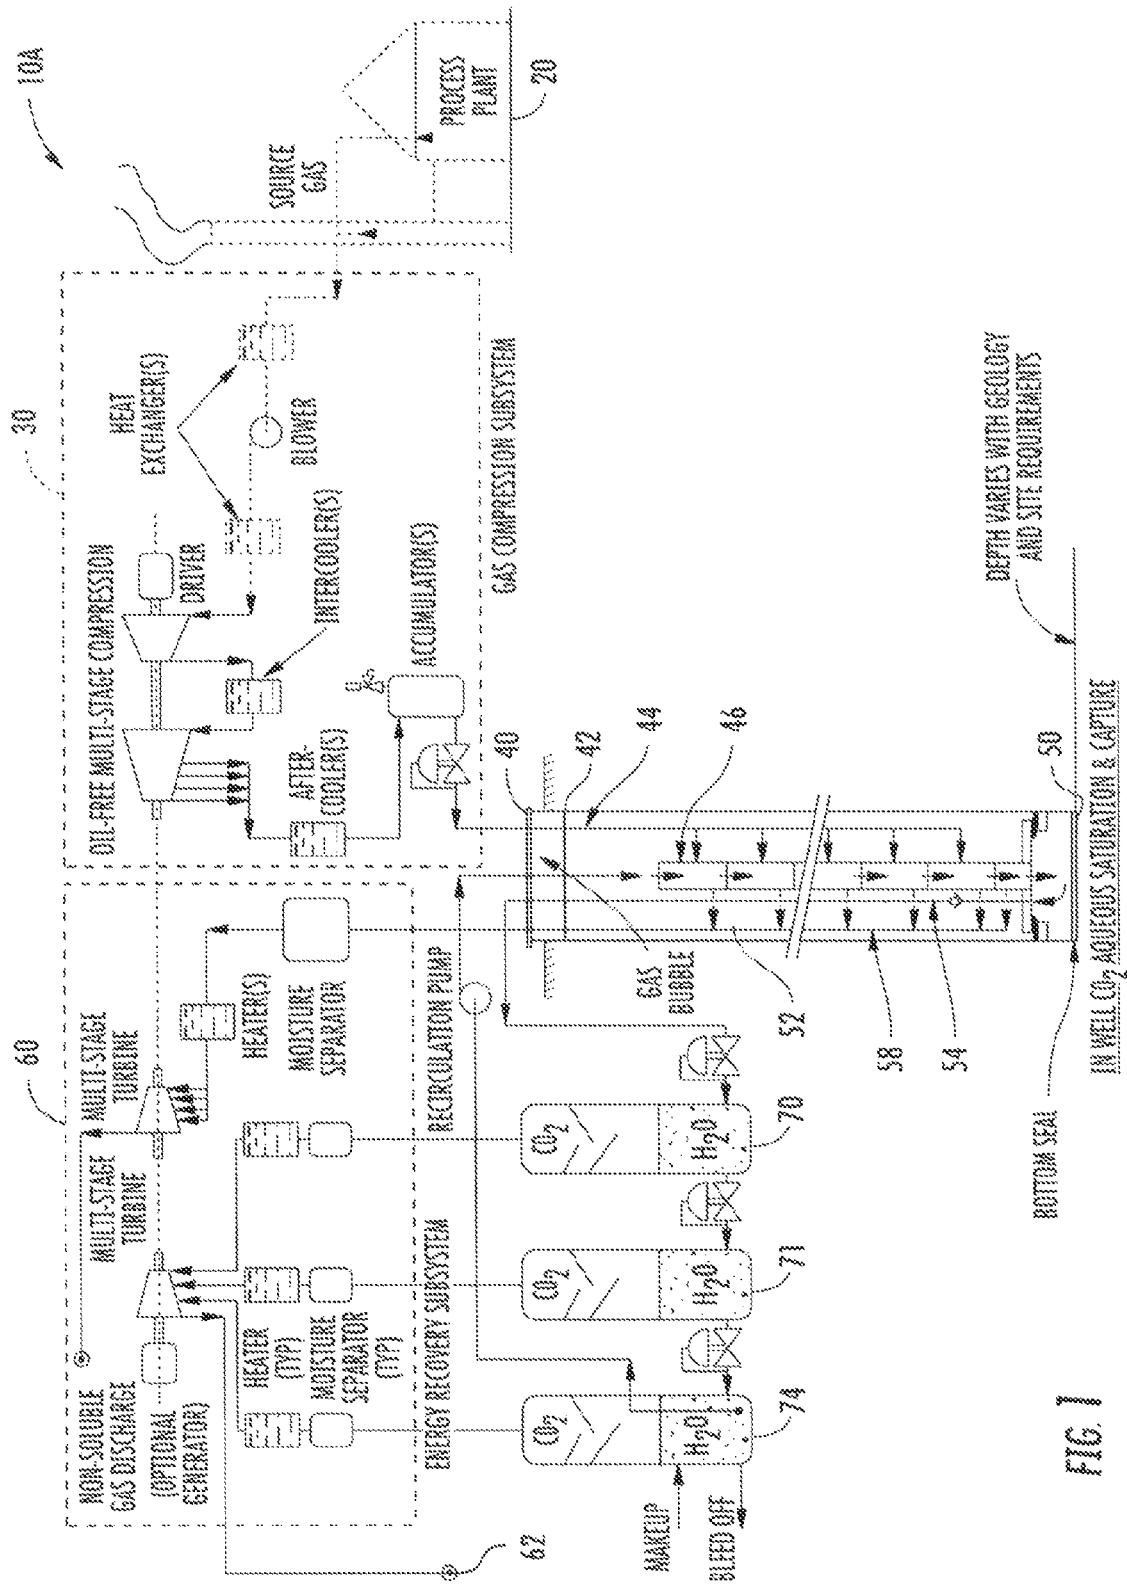 10A
PROCESS
PLANT
20
SOURCE
GAS
30
HEAT
EXCHANGER(S)
BLOWER
OIL-FREE MULTI-STAGE COMPRESSION
DRIVER
INTERCOOLER(S)
AFTER-
COOLER(S)
ACCUMULATOR(S)
GAS COMPRESSION SUBSYSTEM
60
MULTI-STAGE
TURBINE
MULTI-STAGE
TURBINE
HEATER(S)
MOISTURE
SEPARATOR
NON-SOLUBLE
GAS DISCHARGE
(OPTIONAL
GENERATOR)
HEATER
(TYP)
MOISTURE
SEPARATOR
(TYP)
ENERGY RECOVERY SUBSYSTEM
RECIRCULATION PUMP
62
40
42
44
46
GAS
BUBBLE
52
58
54
50
DEPTH VARIES WITH GEOLOGY
AND SITE REQUIREMENTS
BOTTOM SEAL
IN WELL CO2 AQUEOUS SATURATION & CAPTURE
CO2
H2O
70
CO2
H2O
71
CO2
H2O
74
MAKEUP
BLEED OFF
FIG. 1